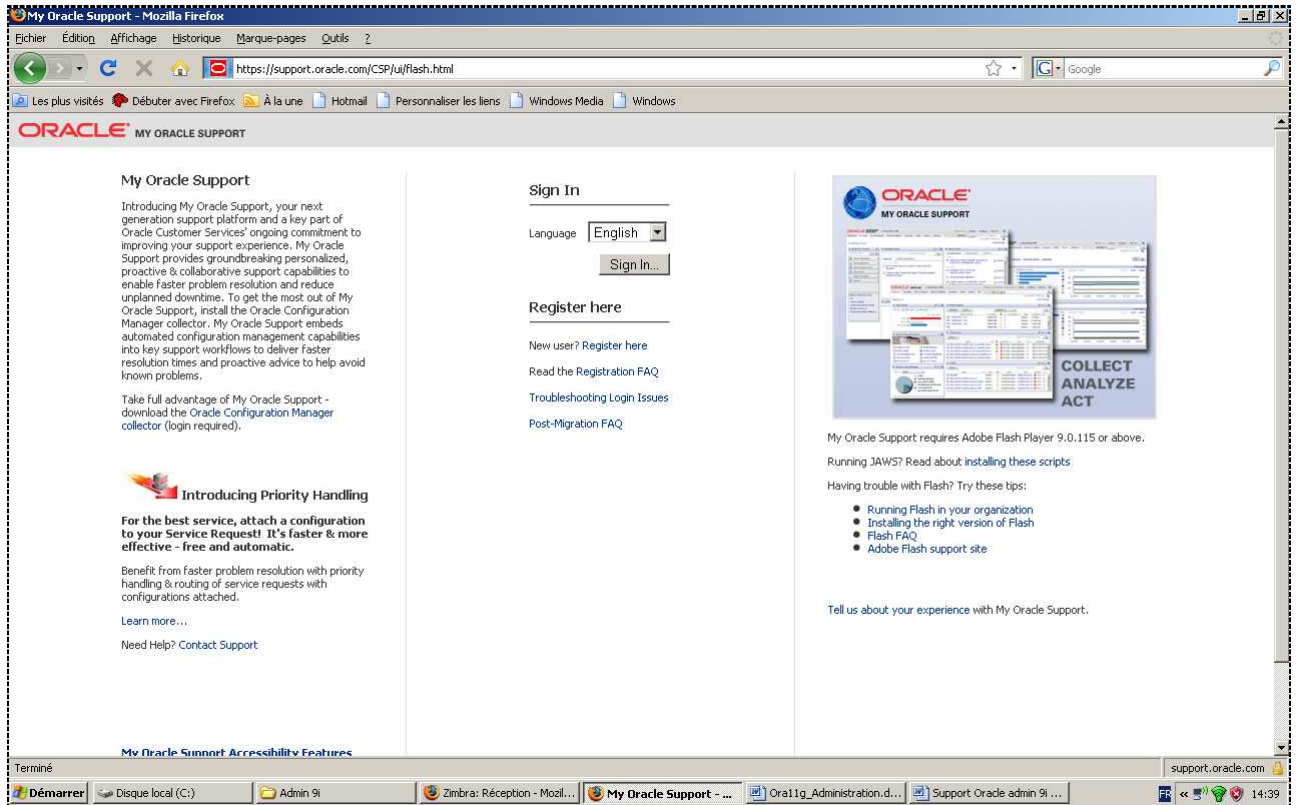 My Oracle Support - Mozilla Firefox
Fichier Édition Affichage Historique Marque-pages Outils ?
https://support.oracle.com/CSP/ui/flash.html
G Google
Les plus visités Débuter avec Firefox À la une Hotmail Personnaliser les liens Windows Media Windows
ORACLE MY ORACLE SUPPORT
My Oracle Support
Introducing My Oracle Support, your next
generation support platform and a key part of
Oracle Customer Services' ongoing commitment to
improving your support experience. My Oracle
Support provides groundbreaking personalized,
proactive & collaborative support capabilities to
enable faster problem resolution and reduce
unplanned downtime. To get the most out of My
Oracle Support, install the Oracle Configuration
Manager collector. My Oracle Support embeds
automated configuration management capabilities
into key support workflows to deliver faster
resolution times and proactive advice to help avoid
known problems.
Take full advantage of My Oracle Support -
download the Oracle Configuration Manager
collector (login required).
Introducing Priority Handling
For the best service, attach a configuration
to your Service Request! It's faster & more
effective - free and automatic.
Benefit from faster problem resolution with priority
handling & routing of service requests with
configurations attached.
Learn more...
Need Help? Contact Support
My Oracle Support Accessibility Features
Sign In
Language English
Sign In...
Register here
New user? Register here
Read the Registration FAQ
Troubleshooting Login Issues
Post-Migration FAQ
ORACLE
MY ORACLE SUPPORT
COLLECT
ANALYZE
ACT
My Oracle Support requires Adobe Flash Player 9.0.115 or above.
Running JAWS? Read about installing these scripts
Having trouble with Flash? Try these tips:
Running Flash in your organization
Installing the right version of Flash
Flash FAQ
Adobe Flash support site
Tell us about your experience with My Oracle Support.
Terminé
support.oracle.com
Démarrer Disque local (C:) Admin 9i Zimbra: Réception - Mozil... My Oracle Support - ... Ora11g_Administration.d... Support Oracle admin 9i ... FR « 14:39